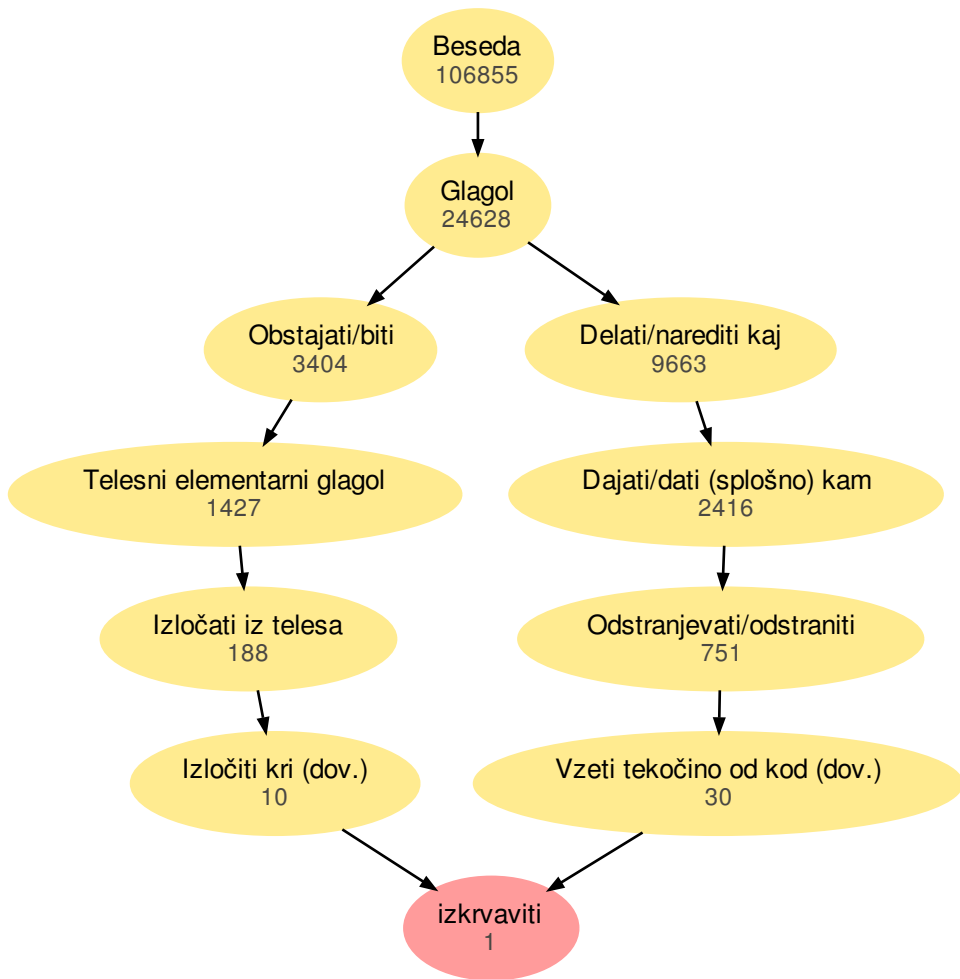 Beseda
106855
Glagol
24628
Obstajati/biti
3404
Delati/narediti kaj
9663
Telesni elementarni glagol
1427
Dajati/dati (splošno) kam
2416
Izločati iz telesa
188
Odstranjevati/odstraniti
751
Izločiti kri (dov.)
10
Vzeti tekočino od kod (dov.)
30
izkrvaviti
1